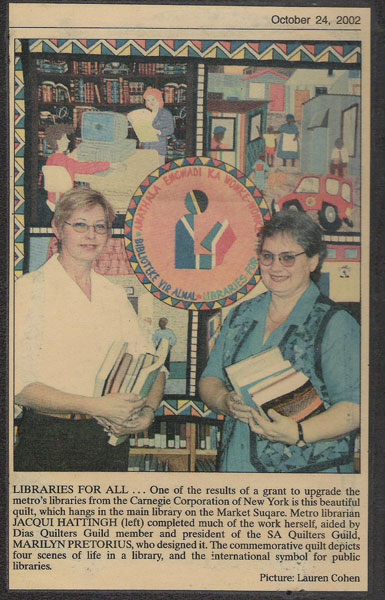 October 24, 2002
BIBLIOTEKE VIR ALMAL · LIBRARIES
LIBRARIES FOR ALL . . . One of the results of a grant to upgrade the
metro's libraries from the Carnegie Corporation of New York is this beautiful
quilt, which hangs in the main library on the Market Suqare. Metro librarian
JACQUI HATTINGH (left) completed much of the work herself, aided by
Dias Quilters Guild member and president of the SA Quilters Guild,
MARILYN PRETORIUS, who designed it. The commemorative quilt depicts
four scenes of life in a library, and the international symbol for public
libraries.
Picture: Lauren Cohen